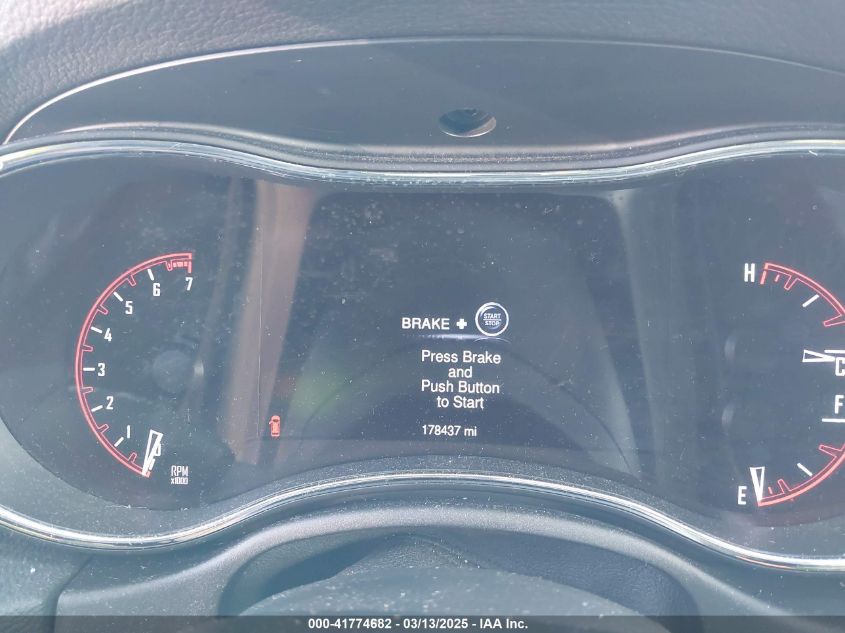 7
6
5
4
3
2
1
0
RPM
x1000
BRAKE + START
STOP
Press Brake
and
Push Button
to Start
178437 mi
H
C
F
E
000-41774682 - 03/13/2025 - IAA Inc.